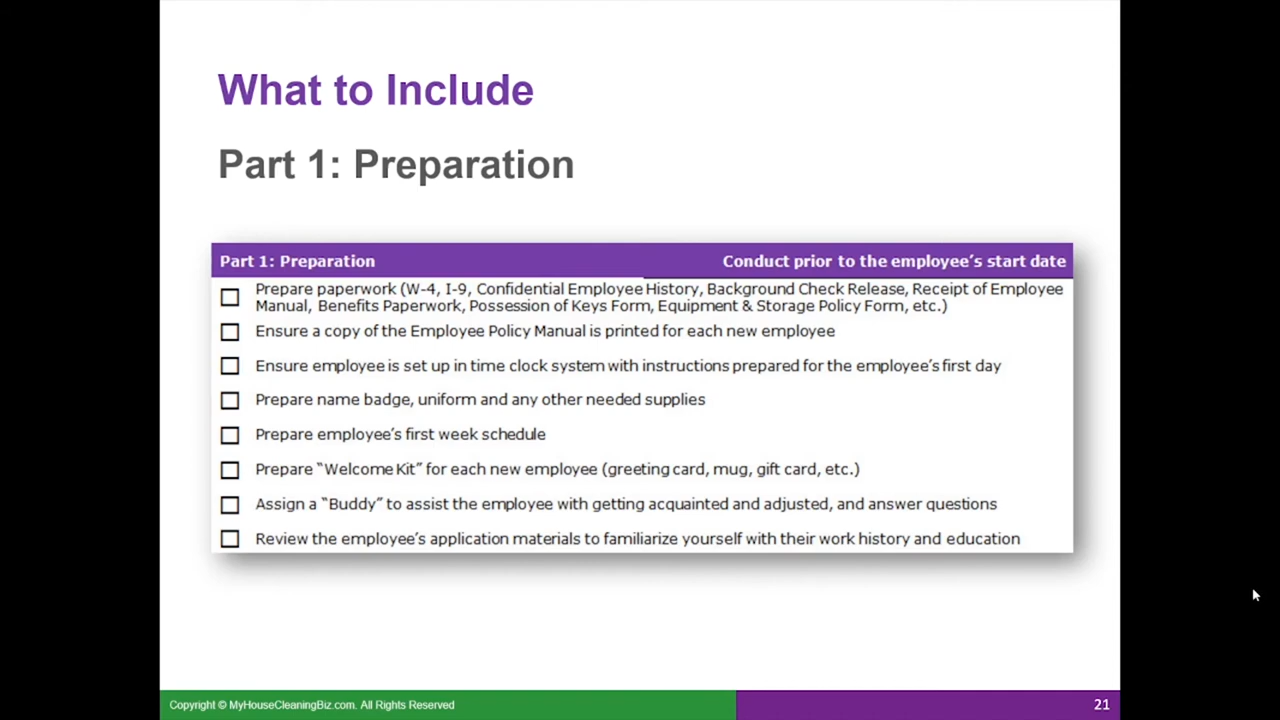 What to Include
Part 1: Preparation
Part 1: Preparation Conduct prior to the employee's start date
Prepare paperwork (W-4, I-9, Confidential Employee History, Background Check Release, Receipt of Employee
Manual, Benefits Paperwork, Possession of Keys Form, Equipment & Storage Policy Form, etc.)
Ensure a copy of the Employee Policy Manual is printed for each new employee
Ensure employee is set up in time clock system with instructions prepared for the employee's first day
Prepare name badge, uniform and any other needed supplies
Prepare employee's first week schedule
Prepare “Welcome Kit” for each new employee (greeting card, mug, gift card, etc.)
Assign a “Buddy” to assist the employee with getting acquainted and adjusted, and answer questions
Review the employee's application materials to familiarize yourself with their work history and education
Copyright © MyHouseCleaningBiz.com. All Rights Reserved 21